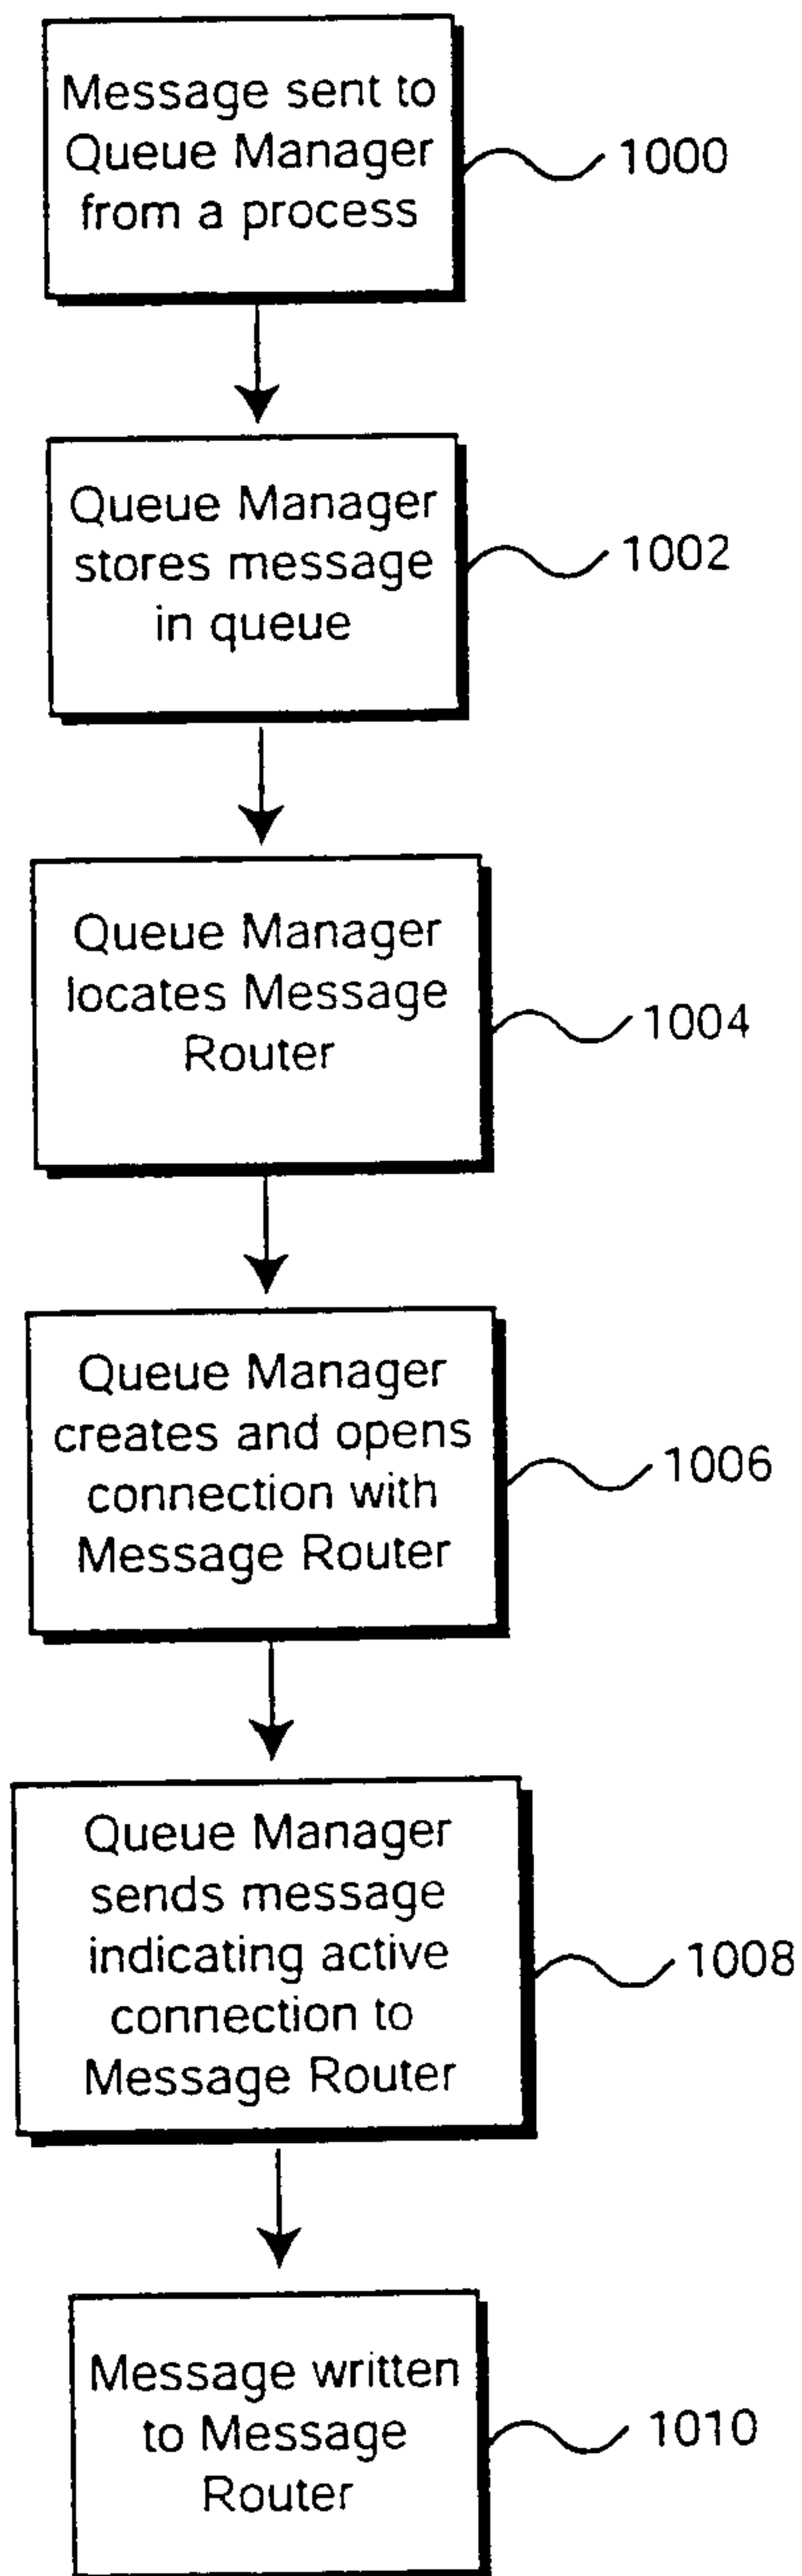 Message sent to
Queue Manager
from a process
1000
Queue Manager
stores message
in queue
1002
Queue Manager
locates Message
Router
1004
Queue Manager
creates and opens
connection with
Message Router
1006
Queue Manager
sends message
indicating active
connection to
Message Router
1008
Message written
to Message
Router
1010